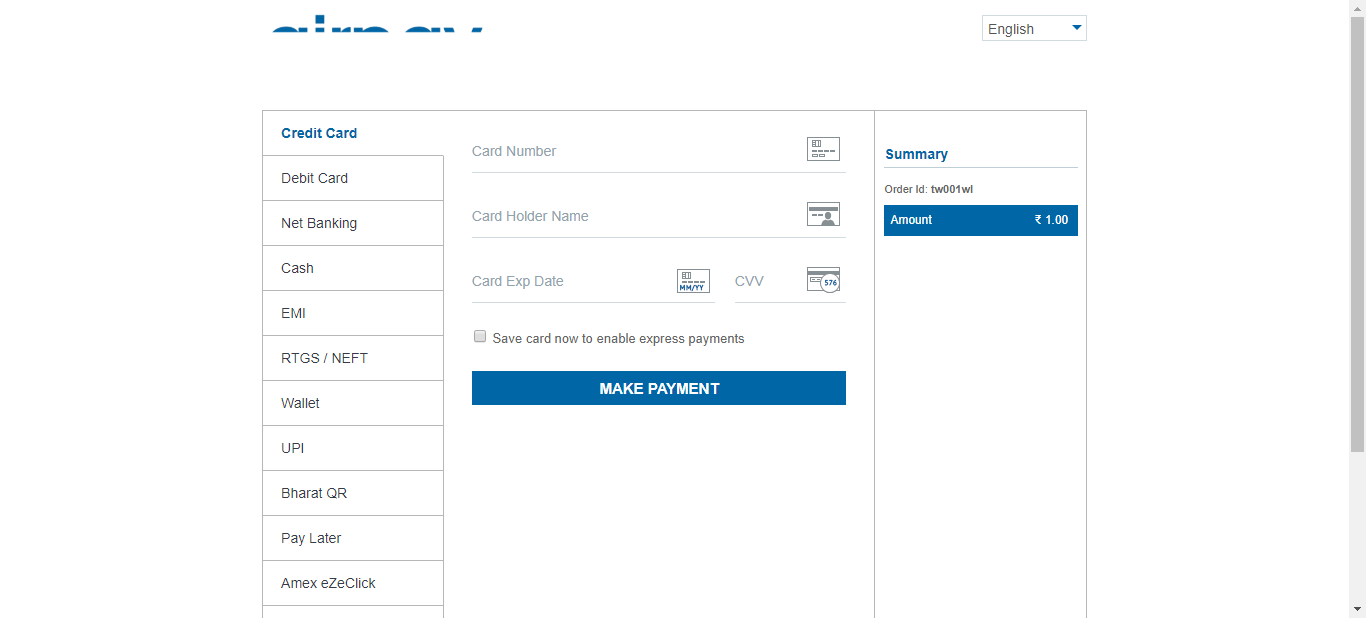 English
Credit Card
Debit Card
Net Banking
Cash
EMI
RTGS / NEFT
Wallet
UPI
Bharat QR
Pay Later
Amex eZeClick
Card Number
Card Holder Name
Card Exp Date
MM/YY
CVV
576
Save card now to enable express payments
MAKE PAYMENT
Summary
Order Id: tw001wl
Amount ₹ 1.00